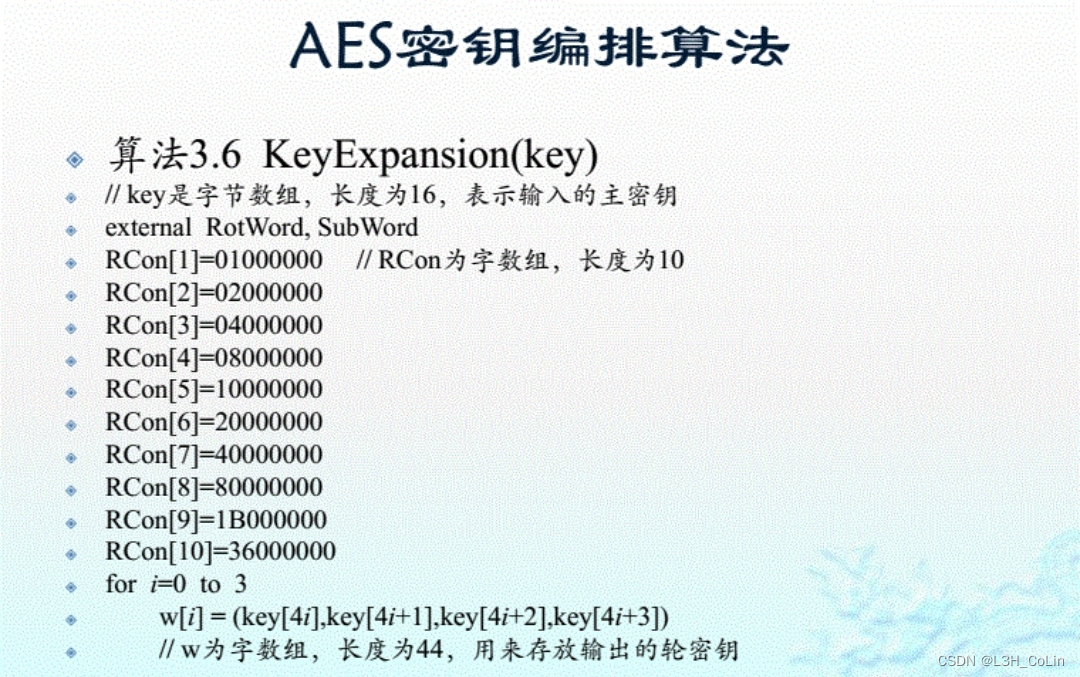 AES密钥编排算法
算法3.6 KeyExpansion(key)
// key是字节数组，长度为16，表示输入的主密钥
external RotWord, SubWord
RCon[1]=01000000 // RCon为字数组，长度为10
RCon[2]=02000000
RCon[3]=04000000
RCon[4]=08000000
RCon[5]=10000000
RCon[6]=20000000
RCon[7]=40000000
RCon[8]=80000000
RCon[9]=1B000000
RCon[10]=36000000
for i=0 to 3
w[i] = (key[4i],key[4i+1],key[4i+2],key[4i+3])
// w为字数组，长度为44，用来存放输出的轮密钥
CSDN @L3H_CoLin